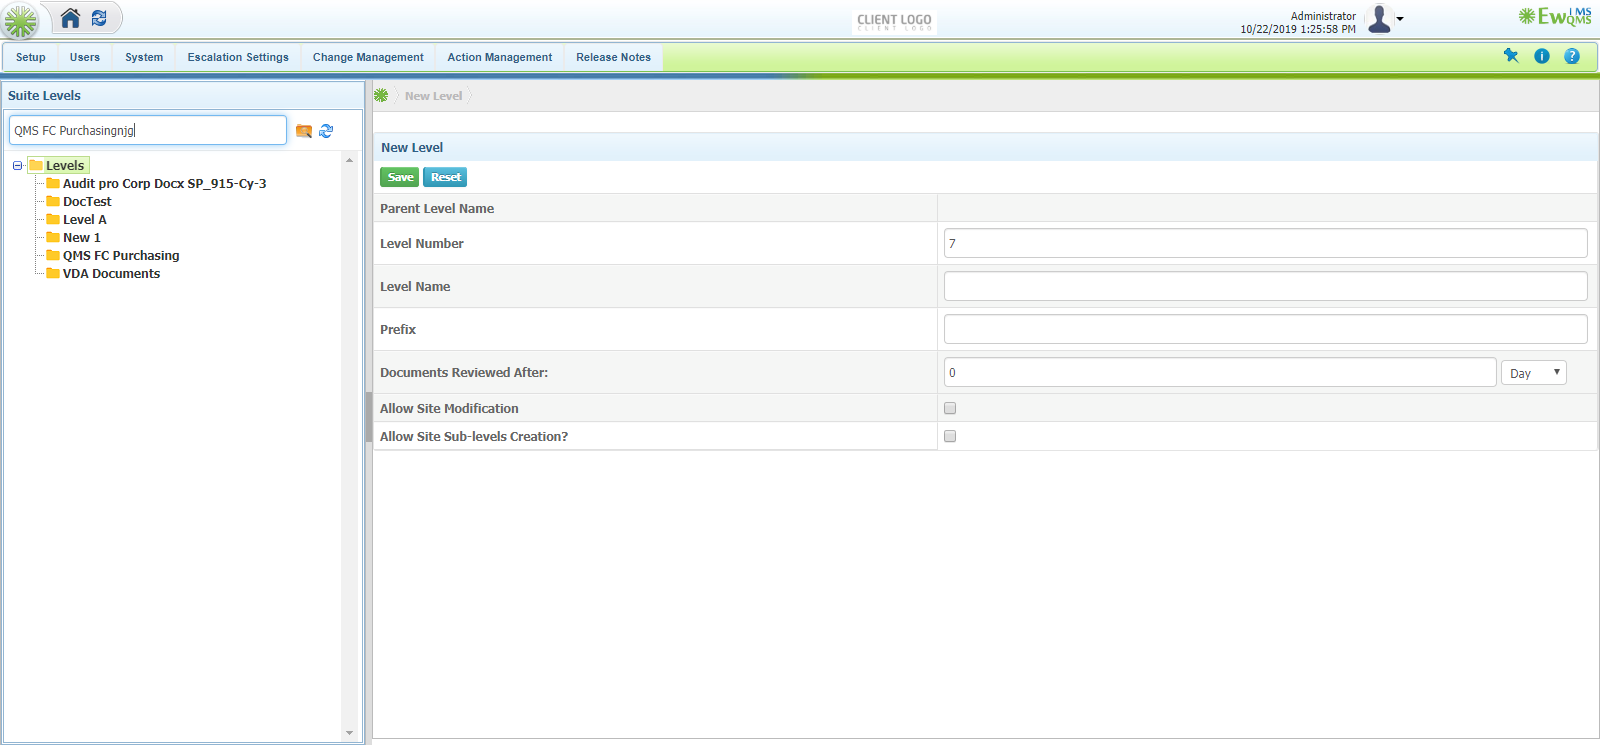 CLIENT LOGO
CLIENT LOGO
Administrator
10/22/2019 1:25:58 PM
EwQMS
LMS
Setup Users System Escalation Settings Change Management Action Management Release Notes
Suite Levels
QMS FC Purchasingnjg
Levels
Audit pro Corp Docx SP_915-Cy-3
DocTest
Level A
New 1
QMS FC Purchasing
VDA Documents
New Level
New Level
Save Reset
Parent Level Name
Level Number 7
Level Name
Prefix
Documents Reviewed After: 0 Day
Allow Site Modification
Allow Site Sub-levels Creation?